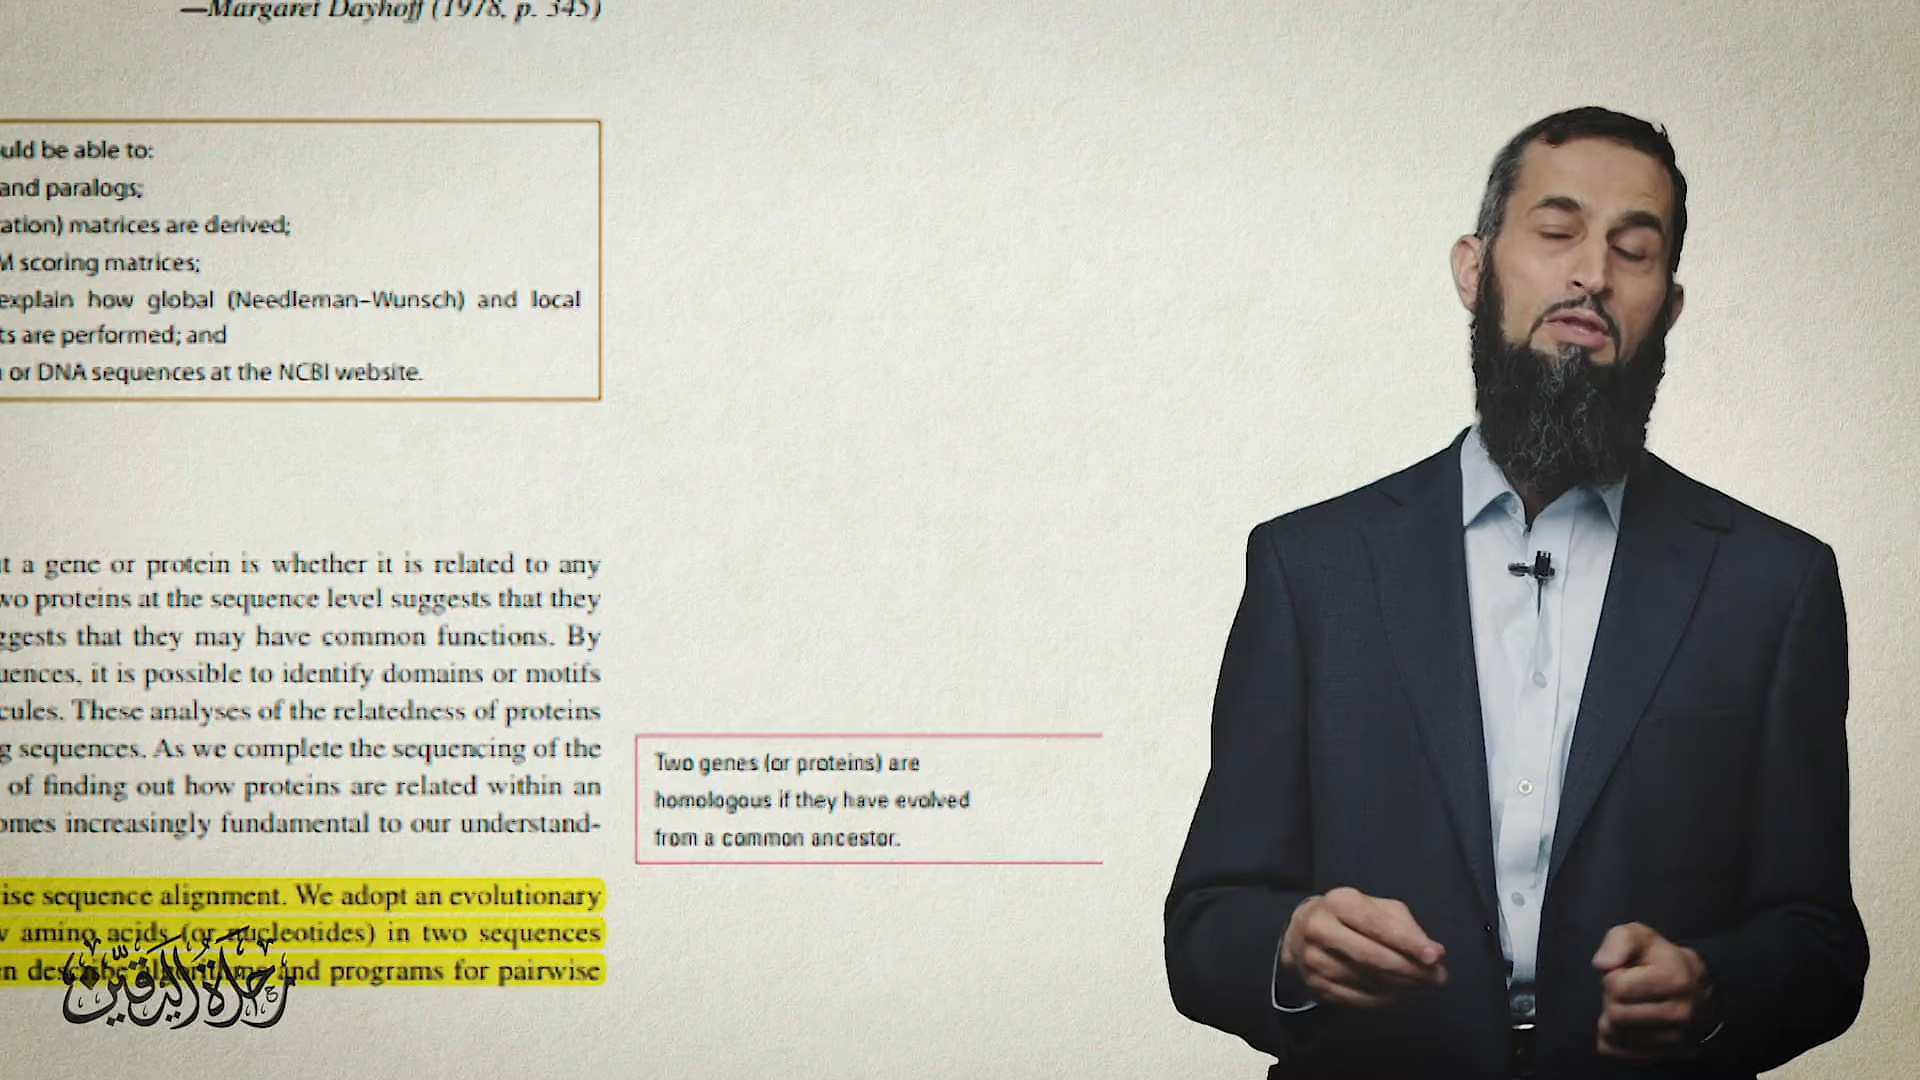 —Margaret Dayhoff (1978, p. 345)
uld be able to:
and paralogs;
ation) matrices are derived;
M scoring matrices;
explain how global (Needleman–Wunsch) and local
ts are performed; and
or DNA sequences at the NCBI website.
t a gene or protein is whether it is related to any
wo proteins at the sequence level suggests that they
ggests that they may have common functions. By
uences, it is possible to identify domains or motifs
cules. These analyses of the relatedness of proteins
g sequences. As we complete the sequencing of the
of finding out how proteins are related within an
omes increasingly fundamental to our understand-
Two genes (or proteins) are
homologous if they have evolved
from a common ancestor.
ise sequence alignment. We adopt an evolutionary
w amino acids (or nucleotides) in two sequences
en describe algorithms and programs for pairwise
رحلة اليقين